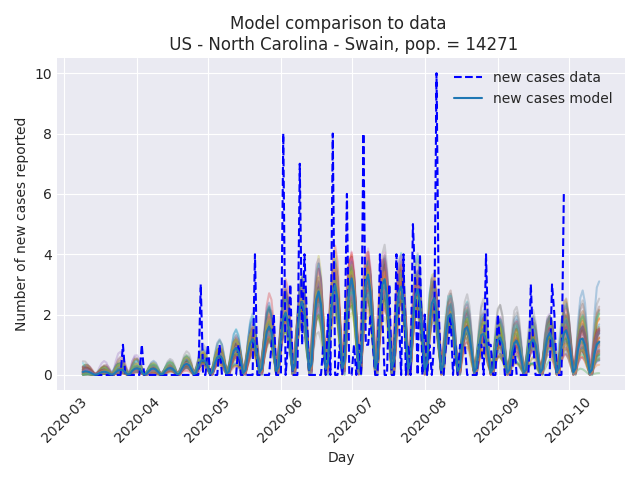 Model comparison to data
US - North Carolina - Swain, pop. = 14271
new cases data
new cases model
Number of new cases reported
10
8
6
4
2
0
2020-03
2020-04
2020-05
2020-06
2020-07
2020-08
2020-09
2020-10
Day